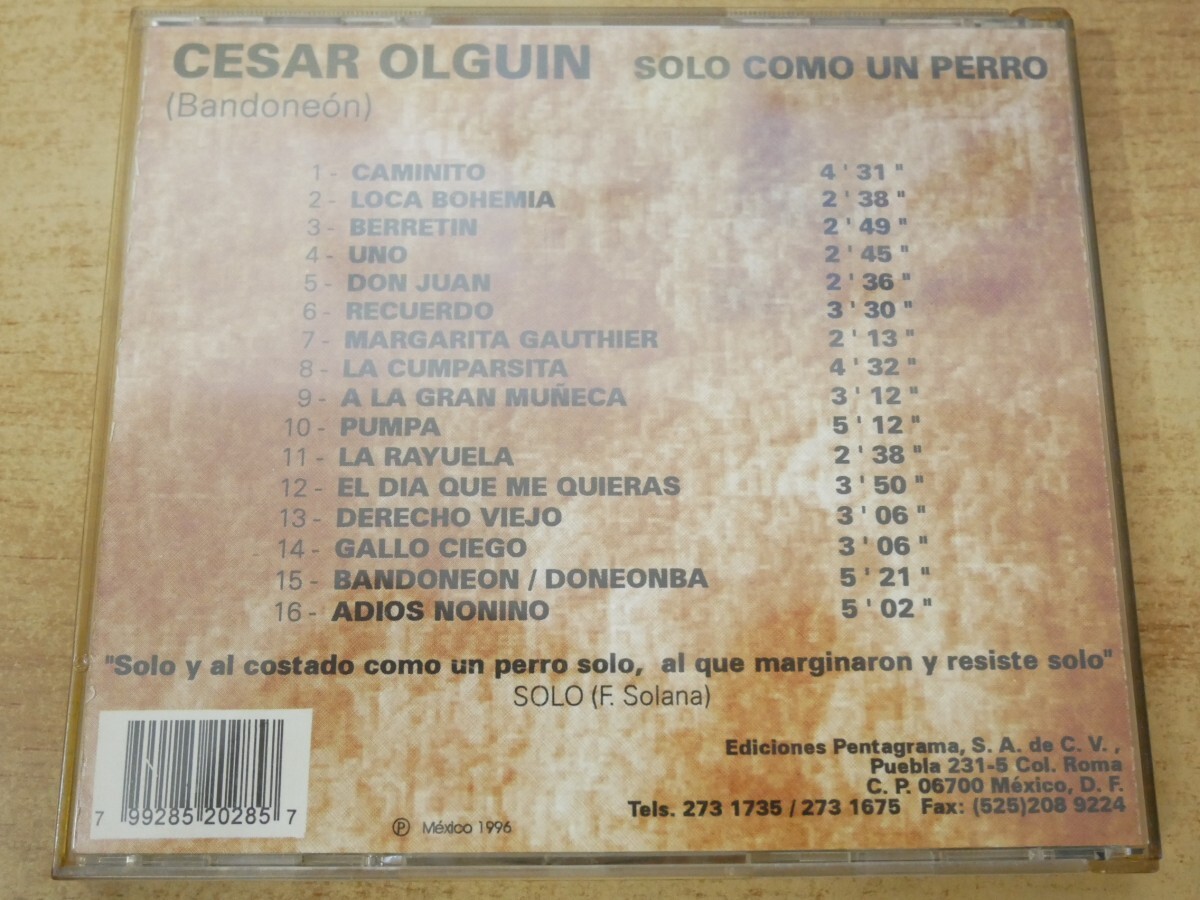 CESAR OLGUIN SOLO COMO UN PERRO
(Bandoneón)
1 - CAMINITO 4 ' 31 "
2 - LOCA BOHEMIA 2 ' 38 "
3 - BERRETIN 2 ' 49 "
4 - UNO 2 ' 45 "
5 - DON JUAN 2 ' 36 "
6 - RECUERDO 3 ' 30 "
7 - MARGARITA GAUTHIER 2 ' 13 "
8 - LA CUMPARSITA 4 ' 32 "
9 - A LA GRAN MUÑECA 3 ' 12 "
10 - PUMPA 5 ' 12 "
11 - LA RAYUELA 2 ' 38 "
12 - EL DIA QUE ME QUIERAS 3 ' 50 "
13 - DERECHO VIEJO 3 ' 06 "
14 - GALLO CIEGO 3 ' 06 "
15 - BANDONEON / DONEONBA 5 ' 21 "
16 - ADIOS NONINO 5 ' 02 "
"Solo y al costado como un perro solo, al que marginaron y resiste solo"
SOLO (F. Solana)
Ediciones Pentagrama, S. A. de C. V. ,
Puebla 231-5 Col. Roma
C. P. 06700 México, D. F.
Tels. 273 1735 / 273 1675 Fax: (525)208 9224
7 99285 20285 7
℗ México 1996